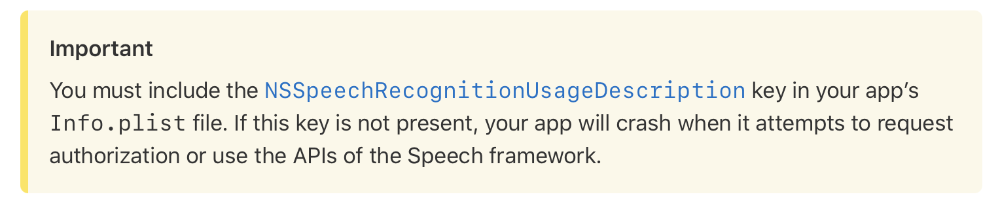 Important
You must include the NSSpeechRecognitionUsageDescription key in your app’s
Info.plist file. If this key is not present, your app will crash when it attempts to request
authorization or use the APIs of the Speech framework.